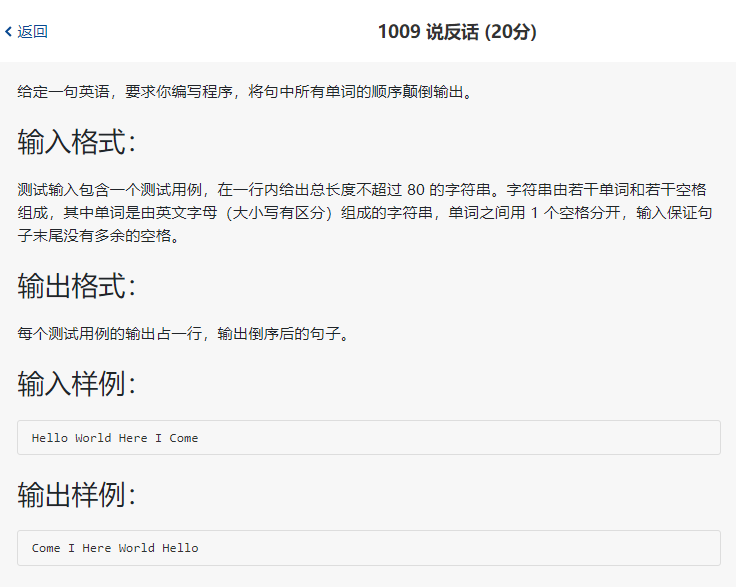 返回
1009 说反话 (20分)
给定一句英语，要求你编写程序，将句中所有单词的顺序颠倒输出。
输入格式：
测试输入包含一个测试用例，在一行内给出总长度不超过 80 的字符串。字符串由若干单词和若干空格
组成，其中单词是由英文字母（大小写有区分）组成的字符串，单词之间用 1 个空格分开，输入保证句
子末尾没有多余的空格。
输出格式：
每个测试用例的输出占一行，输出倒序后的句子。
输入样例：
Hello World Here I Come
输出样例：
Come I Here World Hello